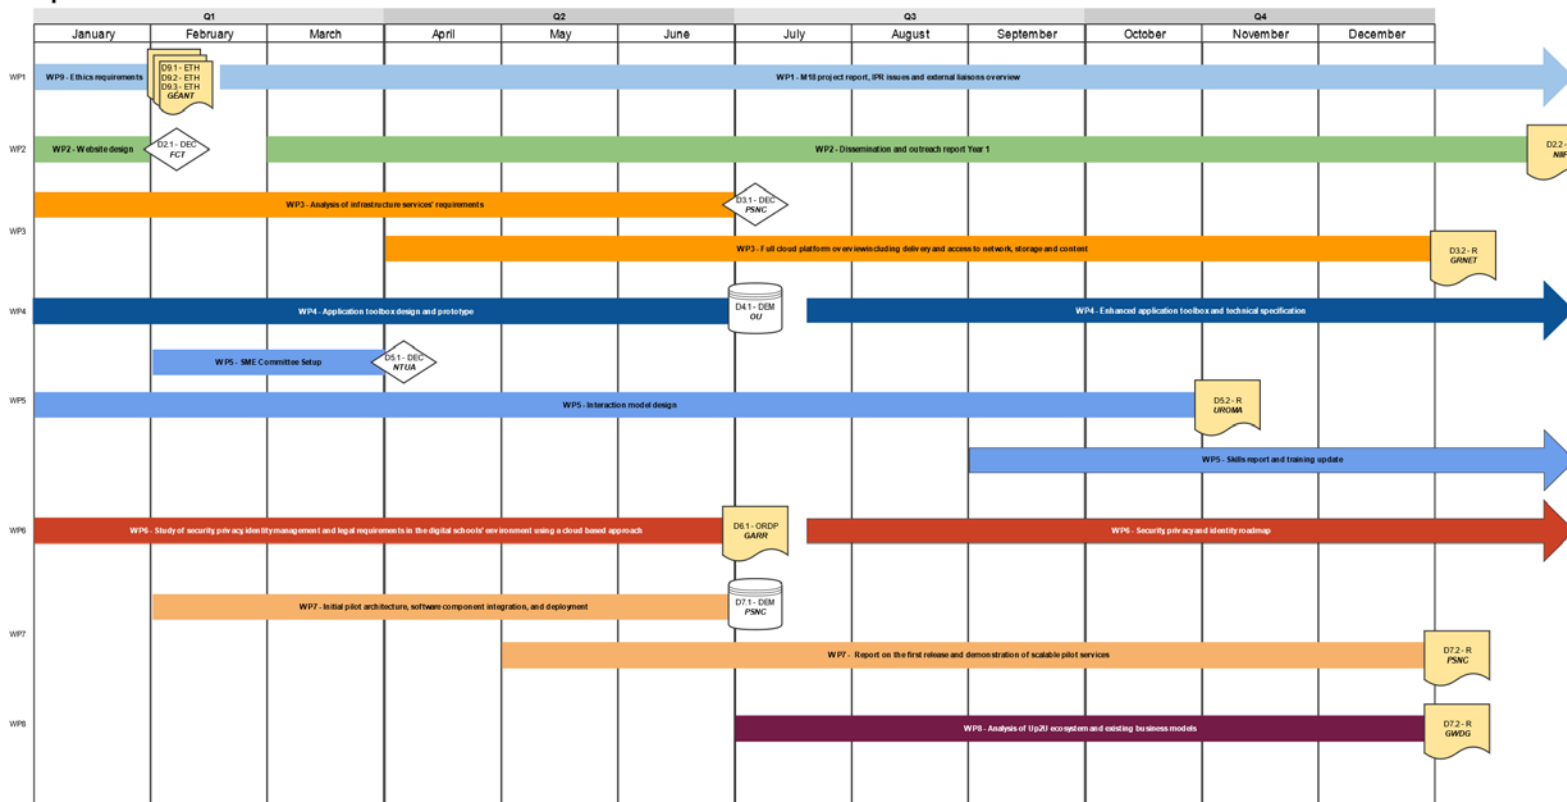 Q1
Q2
Q3
Q4
January
February
March
April
May
June
July
August
September
October
November
December
WP1
WP9 - Ethics requirements
D9.1 - ETH
D9.2 - ETH
D9.3 - ETH
GÉANT
WP1 - M18 project report, IPR issues and external liaisons overview
WP2
WP2 - Website design
D2.1 - DEC
FCT
WP2 - Dissemination and outreach report Year 1
D2.2 -
NIIF
WP3 - Analysis of infrastructure services' requirements
D3.1 - DEC
PSNC
WP3
WP3 - Full cloud platform overview including delivery and access to network, storage and content
D3.2 - R
GRNET
WP4
WP4 - Application toolbox design and prototype
D4.1 - DEM
OU
WP4 - Enhanced application toolbox and technical specification
WP5 - SME Committee Setup
D5.1 - DEC
NTUA
WP5
WP5 - Interaction model design
D5.2 - R
UROMA
WP5 - Skills report and training update
WP6
WP6 - Study of security, privacy, identity management and legal requirements in the digital schools' environment using a cloud based approach
D6.1 - ORDP
GARR
WP6 - Security, privacy and identity roadmap
WP7 - Initial pilot architecture, software component integration, and deployment
D7.1 - DEM
PSNC
WP7
WP7 - Report on the first release and demonstration of scalable pilot services
D7.2 - R
PSNC
WP8
WP8 - Analysis of Up2U ecosystem and existing business models
D7.2 - R
GWDG